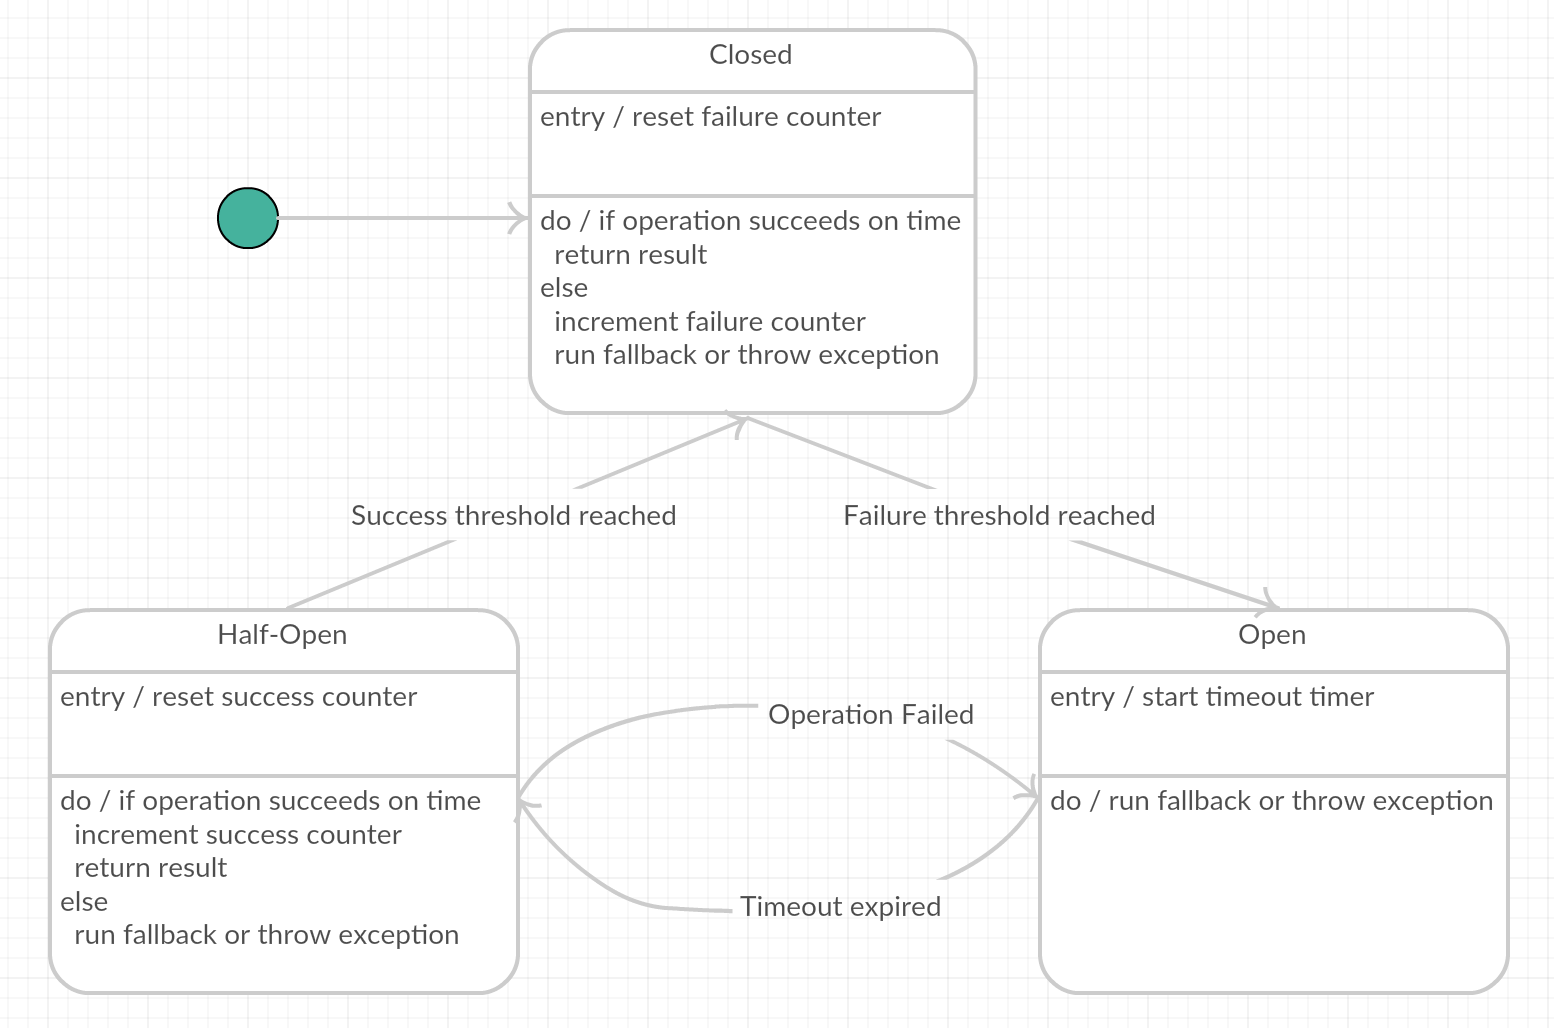 Closed
entry / reset failure counter
do / if operation succeeds on time
return result
else
increment failure counter
run fallback or throw exception
Success threshold reached
Failure threshold reached
Half-Open
entry / reset success counter
do / if operation succeeds on time
increment success counter
return result
else
run fallback or throw exception
Operation Failed
Timeout expired
Open
entry / start timeout timer
do / run fallback or throw exception